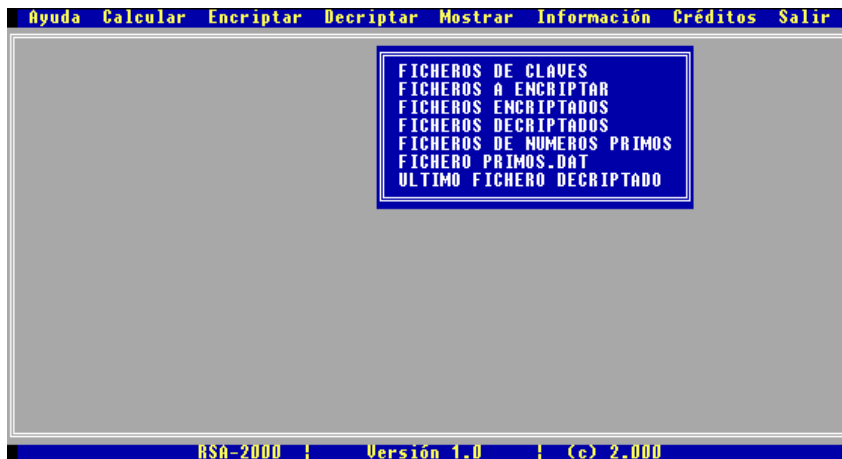 Ayuda Calcular Encriptar Decriptar Mostrar Información Créditos Salir
FICHEROS DE CLAVES
FICHEROS A ENCRIPTAR
FICHEROS ENCRIPTADOS
FICHEROS DECRIPTADOS
FICHEROS DE NUMEROS PRIMOS
FICHERO PRIMOS.DAT
ULTIMO FICHERO DECRIPTADO
RSA-2000 ¦ Versión 1.0 ¦ (c) 2.000